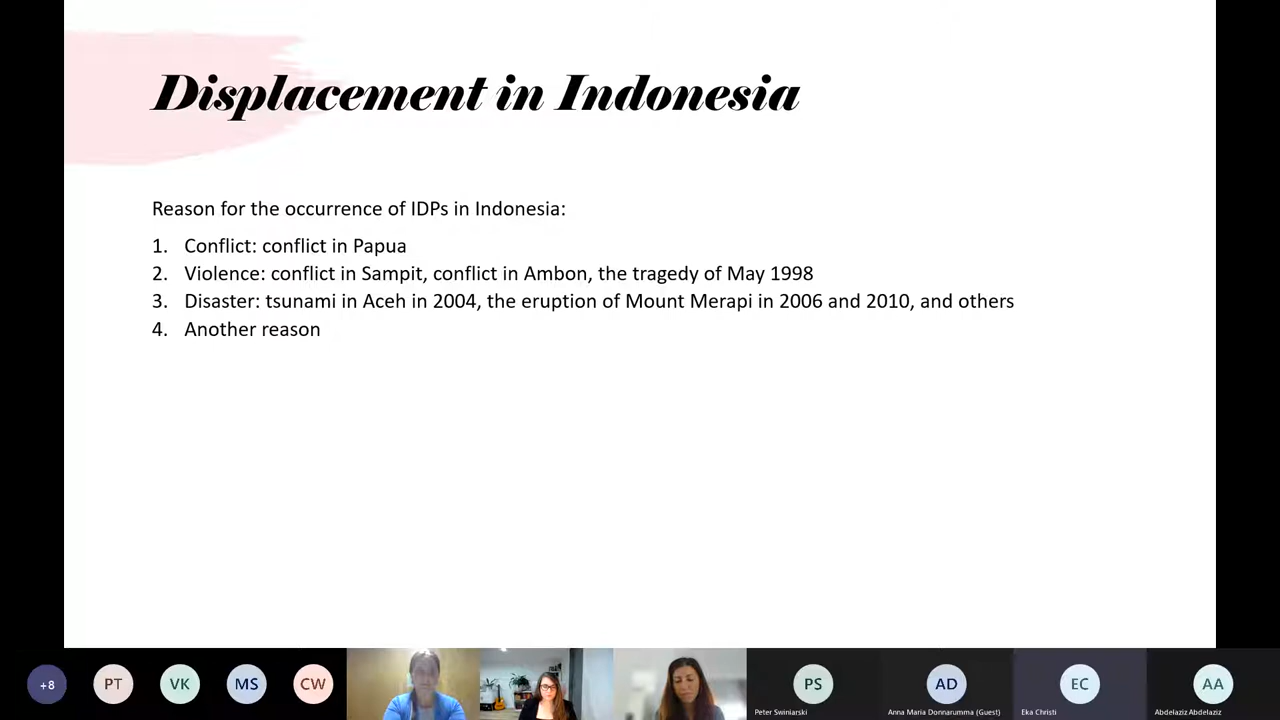 Displacement in Indonesia
Reason for the occurrence of IDPs in Indonesia:
1. Conflict: conflict in Papua
2. Violence: conflict in Sampit, conflict in Ambon, the tragedy of May 1998
3. Disaster: tsunami in Aceh in 2004, the eruption of Mount Merapi in 2006 and 2010, and others
4. Another reason
+8 PT VK MS CW PS AD EC AA
Peter Swiniarski Anna Maria Donnarumma (Guest) Eka Christi Abdelaziz Abdelaziz